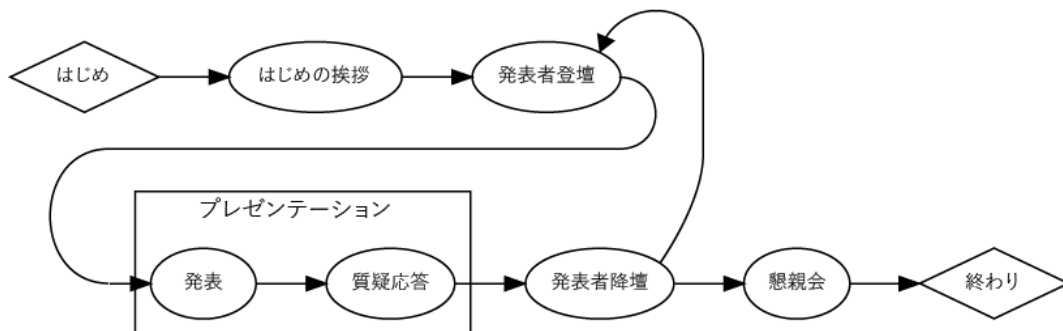 はじめ
はじめの挨拶
発表者登壇
プレゼンテーション
発表
質疑応答
発表者降壇
懇親会
終わり